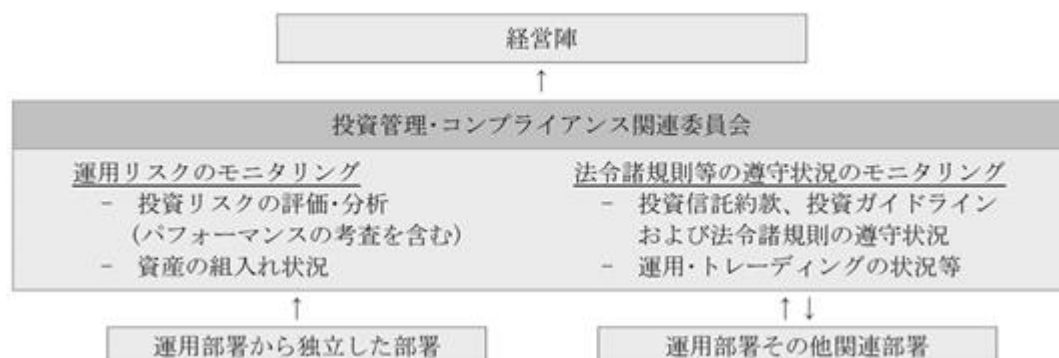 経営陣
↑
投資管理・コンプライアンス関連委員会
運用リスクのモニタリング
- 投資リスクの評価・分析
(パフォーマンスの考査を含む)
- 資産の組入れ状況
法令諸規則等の遵守状況のモニタリング
- 投資信託約款、投資ガイドライン
および法令諸規則の遵守状況
- 運用・トレーディングの状況等
↑
↑↓
運用部署から独立した部署
運用部署その他関連部署